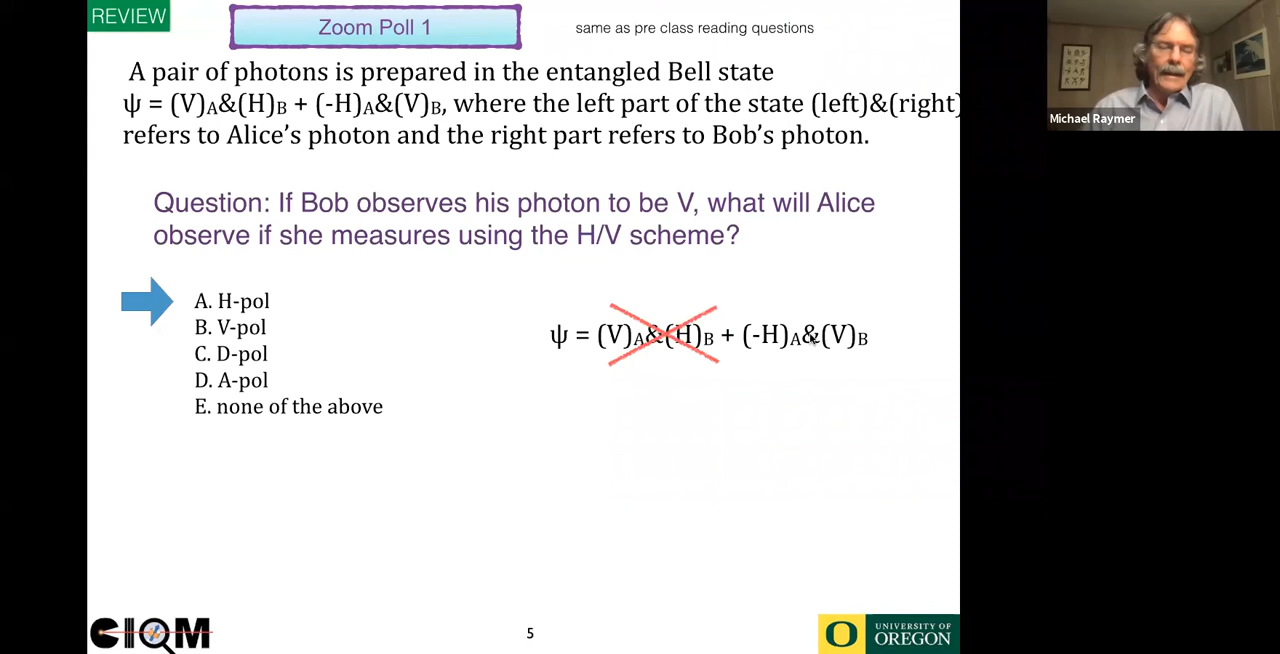 REVIEW
Zoom Poll 1
same as pre class reading questions
A pair of photons is prepared in the entangled Bell state
ψ = (V)A&(H)B + (-H)A&(V)B, where the left part of the state (left)&(right)
refers to Alice's photon and the right part refers to Bob's photon.
Question: If Bob observes his photon to be V, what will Alice
observe if she measures using the H/V scheme?
A. H-pol
B. V-pol
C. D-pol
D. A-pol
E. none of the above
ψ = (V)A&(H)B + (-H)A&(V)B
Michael Raymer
CIQM
5
O
UNIVERSITY OF
OREGON